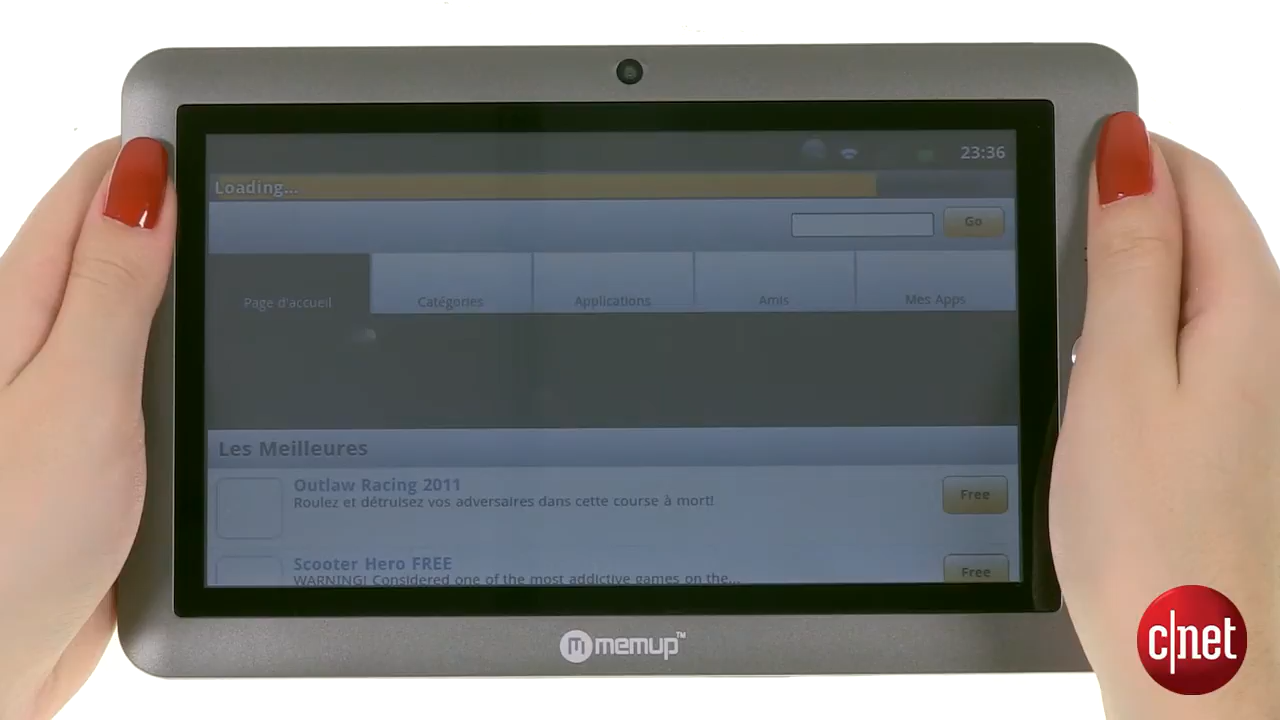 23:36
Loading...
Go
Page d'accueil
Catégories
Applications
Amis
Mes Apps
Les Meilleures
Outlaw Racing 2011
Roulez et détruisez vos adversaires dans cette course à mort!
Free
Scooter Hero FREE
WARNING! Considered one of the most addictive games on the...
Free
m memup™
c|net